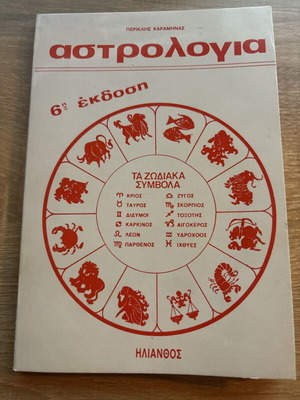 ΠΕΡΙΚΛΗΣ ΚΑΡΑΜΗΝΑΣ
αστρολογια
6η έκδοση
ΤΑ ΖΩΔΙΑΚΑ
ΣΥΜΒΟΛΑ
♈ ΚΡΙΟΣ ♎ ΖΥΓΟΣ
♉ ΤΑΥΡΟΣ ♏ ΣΚΟΡΠΙΟΣ
♊ ΔΙΔΥΜΟΙ ♐ ΤΟΞΟΤΗΣ
♋ ΚΑΡΚΙΝΟΣ ♑ ΑΙΓΟΚΕΡΩΣ
♌ ΛΕΩΝ ♒ ΥΔΡΟΧΟΟΣ
♍ ΠΑΡΘΕΝΟΣ ♓ ΙΧΘΥΕΣ
ΗΛΙΑΝΘΟΣ